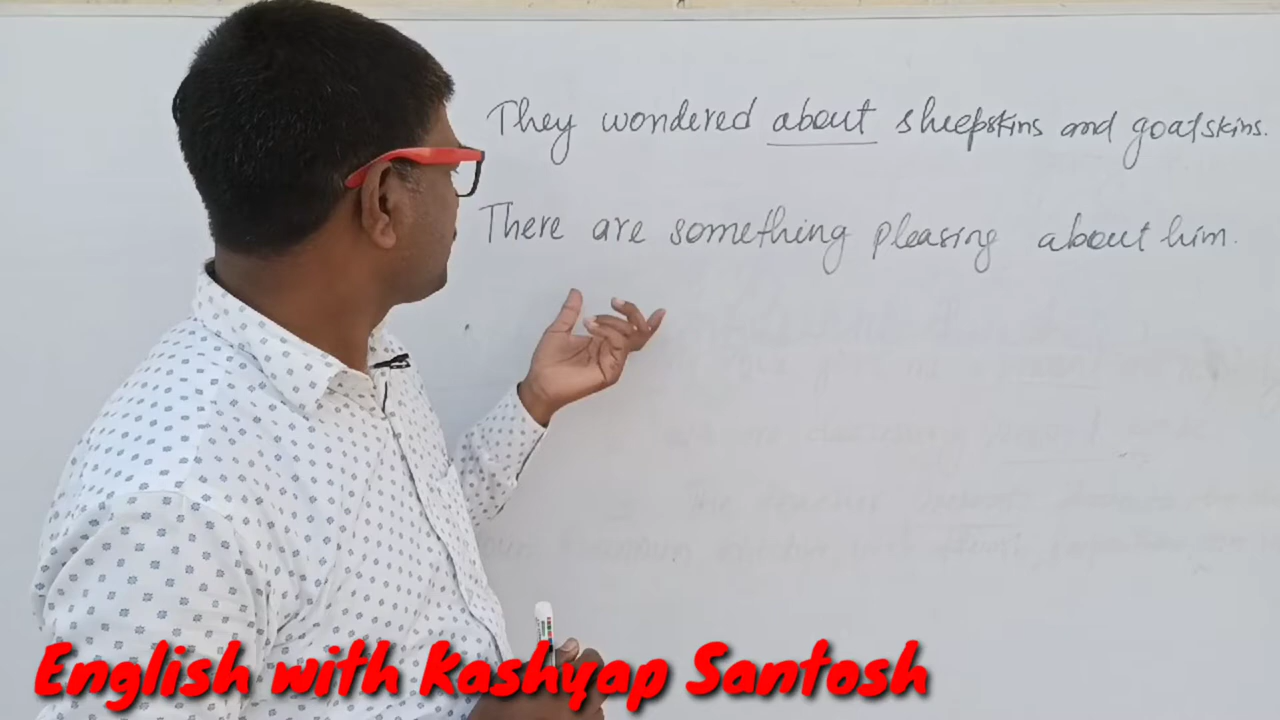 They wondered about sheepskins and goatskins.
There are something pleasing about him.
English with Kashyap Santosh